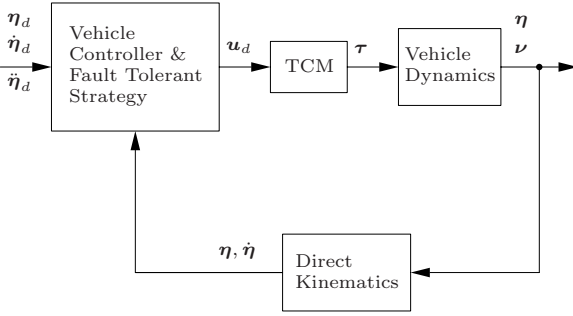 η_d
η̇_d
η̈_d
Vehicle
Controller &
Fault Tolerant
Strategy
u_d
TCM
τ
Vehicle
Dynamics
η
ν
η, η̇
Direct
Kinematics